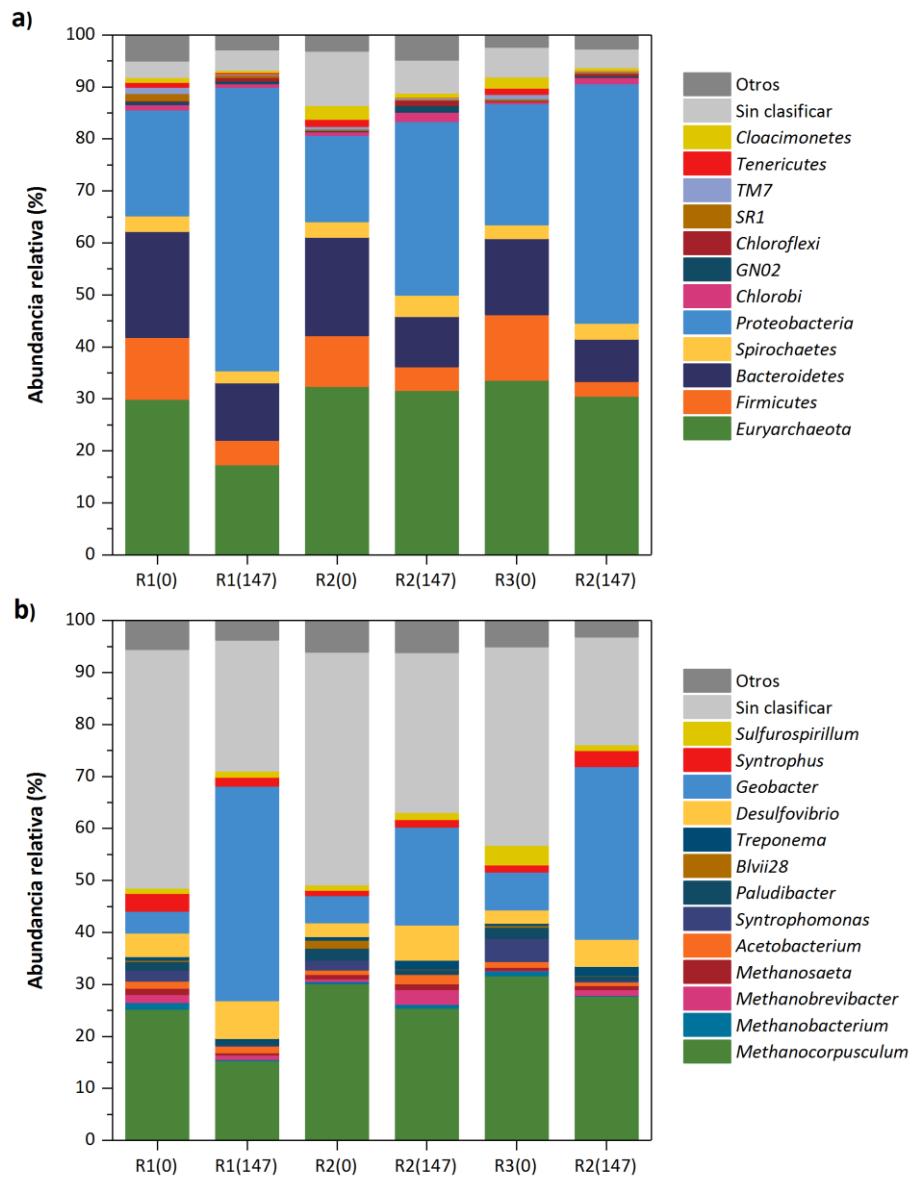 a)
Abundancia relativa (%)
100
90
80
70
60
50
40
30
20
10
0
R1(0) R1(147) R2(0) R2(147) R3(0) R2(147)
Otros
Sin clasificar
Cloacimonetes
Tenericutes
TM7
SR1
Chloroflexi
GN02
Chlorobi
Proteobacteria
Spirochaetes
Bacteroidetes
Firmicutes
Euryarchaeota
b)
Abundancia relativa (%)
100
90
80
70
60
50
40
30
20
10
0
R1(0) R1(147) R2(0) R2(147) R3(0) R2(147)
Otros
Sin clasificar
Sulfurospirillum
Syntrophus
Geobacter
Desulfovibrio
Treponema
Blvii28
Paludibacter
Syntrophomonas
Acetobacterium
Methanosaeta
Methanobrevibacter
Methanobacterium
Methanocorpusculum